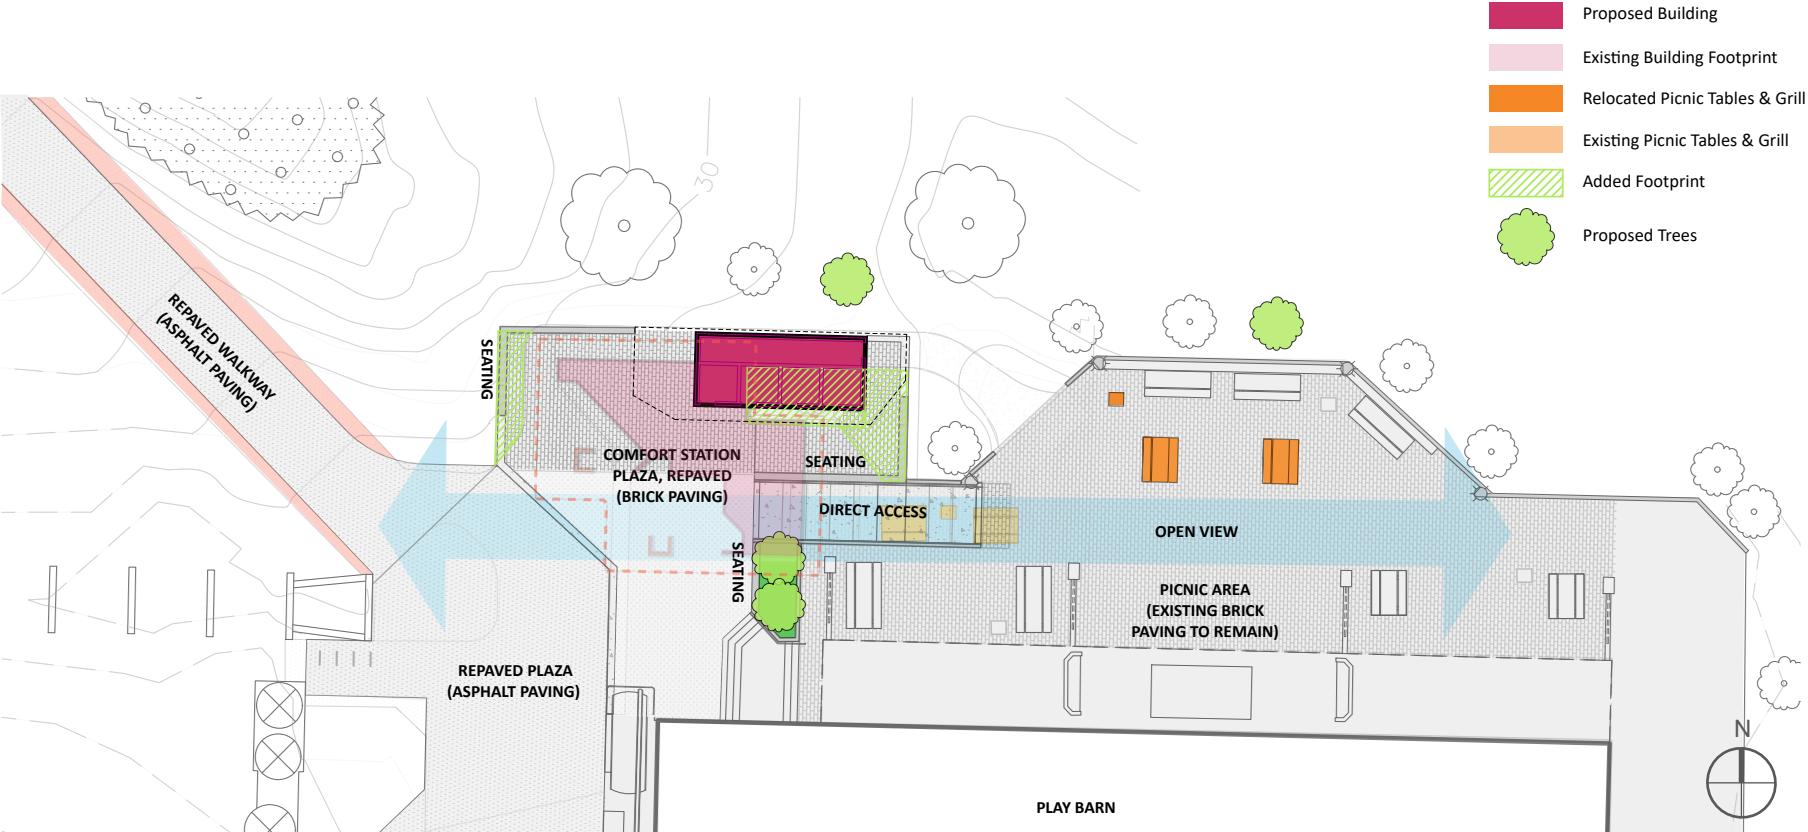 Proposed Building
Existing Building Footprint
Relocated Picnic Tables & Grill
Existing Picnic Tables & Grill
Added Footprint
Proposed Trees
30
REPAVED WALKWAY
(ASPHALT PAVING)
SEATING
COMFORT STATION
PLAZA, REPAVED
(BRICK PAVING)
SEATING
DIRECT ACCESS
OPEN VIEW
SEATING
PICNIC AREA
(EXISTING BRICK
PAVING TO REMAIN)
REPAVED PLAZA
(ASPHALT PAVING)
N
PLAY BARN